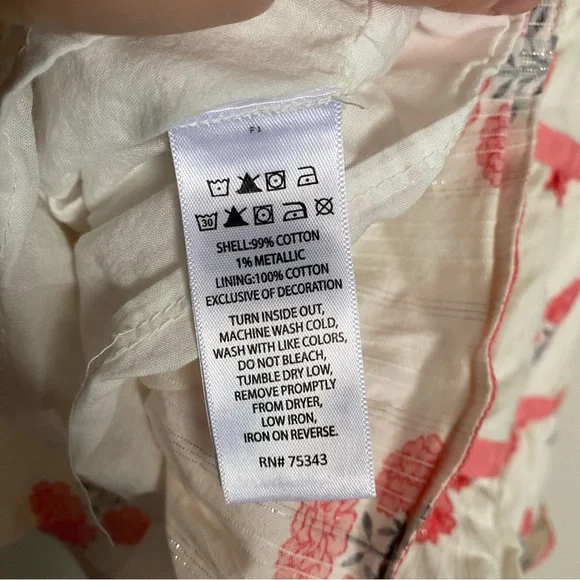 F1
30
SHELL:99% COTTON
1% METALLIC
LINING:100% COTTON
EXCLUSIVE OF DECORATION
TURN INSIDE OUT,
MACHINE WASH COLD,
WASH WITH LIKE COLORS,
DO NOT BLEACH,
TUMBLE DRY LOW,
REMOVE PROMPTLY
FROM DRYER,
LOW IRON,
IRON ON REVERSE.
RN# 75343